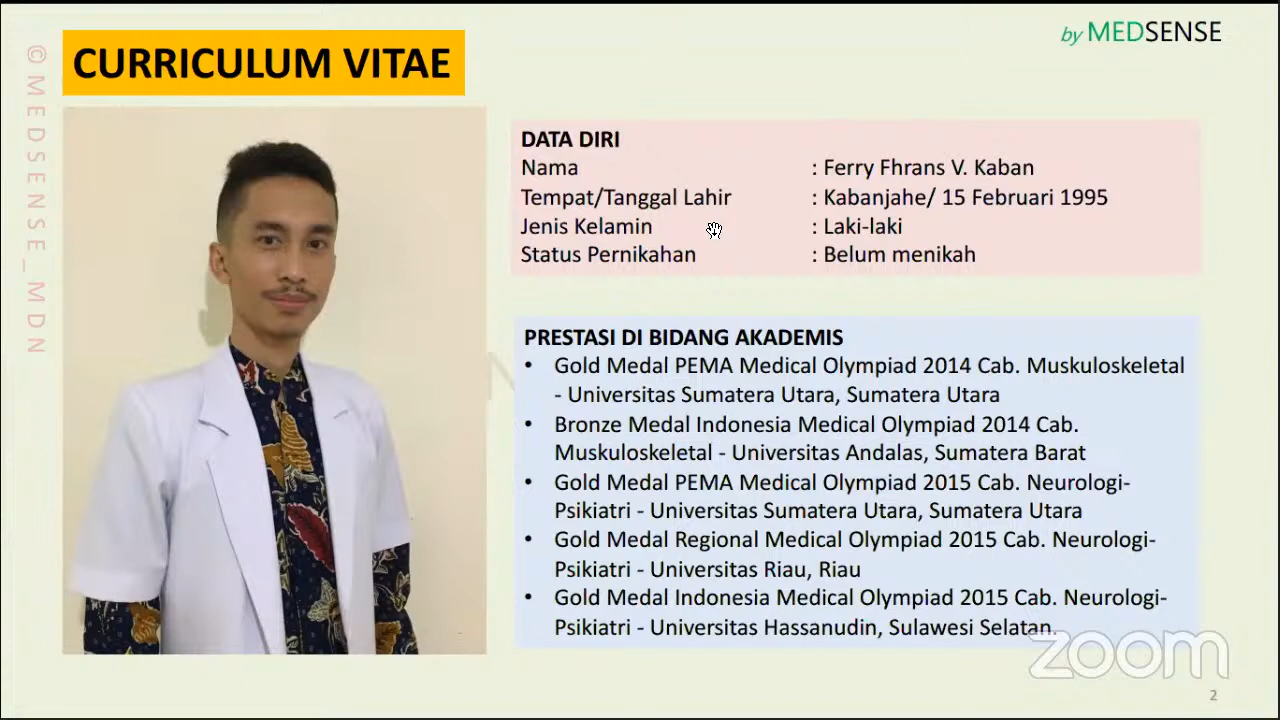 CURRICULUM VITAE
by MEDSENSE
©MEDSENSE_MDN
DATA DIRI
Nama : Ferry Fhrans V. Kaban
Tempat/Tanggal Lahir : Kabanjahe/ 15 Februari 1995
Jenis Kelamin : Laki-laki
Status Pernikahan : Belum menikah
PRESTASI DI BIDANG AKADEMIS
• Gold Medal PEMA Medical Olympiad 2014 Cab. Muskuloskeletal
- Universitas Sumatera Utara, Sumatera Utara
• Bronze Medal Indonesia Medical Olympiad 2014 Cab.
Muskuloskeletal - Universitas Andalas, Sumatera Barat
• Gold Medal PEMA Medical Olympiad 2015 Cab. Neurologi-
Psikiatri - Universitas Sumatera Utara, Sumatera Utara
• Gold Medal Regional Medical Olympiad 2015 Cab. Neurologi-
Psikiatri - Universitas Riau, Riau
• Gold Medal Indonesia Medical Olympiad 2015 Cab. Neurologi-
Psikiatri - Universitas Hassanudin, Sulawesi Selatan.
zoom
2